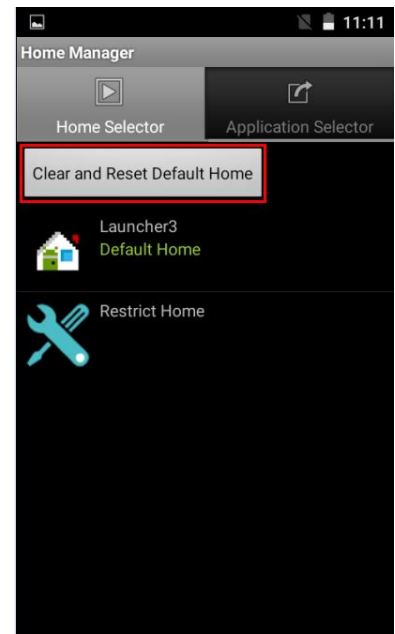 11:11
Home Manager
Home Selector
Application Selector
Clear and Reset Default Home
Launcher3
Default Home
Restrict Home